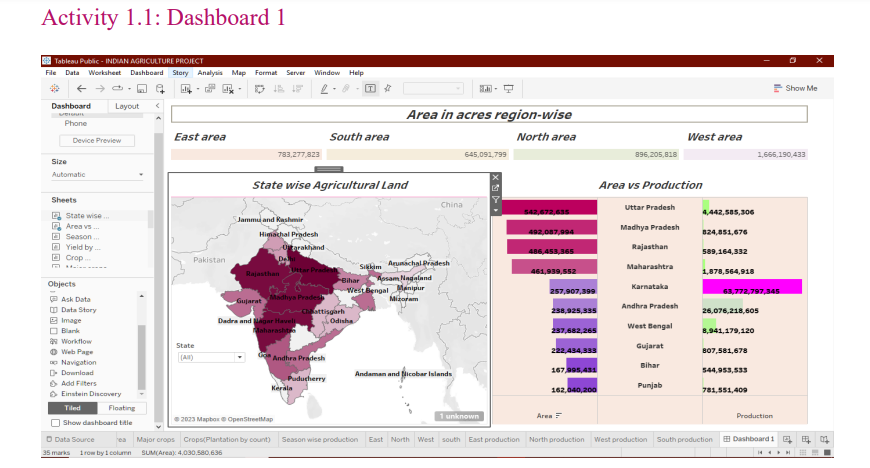 Activity 1.1: Dashboard 1
Tableau Public - INDIAN AGRICULTURE PROJECT
File Data Worksheet Dashboard Story Analysis Map Format Server Window Help
Show Me
Dashboard Layout
Default
Phone
Device Preview
Size
Automatic
Sheets
State wise ...
Area vs ...
Season ...
Yield by ...
Crop ...
Objects
Ask Data
Data Story
Image
Blank
Workflow
Web Page
Navigation
Download
Add Filters
Einstein Discovery
Tiled Floating
Show dashboard title
Area in acres region-wise
East area South area North area West area
783,277,823 645,091,799 896,205,818 1,666,190,433
State wise Agricultural Land
China
Jammu and Kashmir
Himachal Pradesh
Uttarakhand
Pakistan
Delhi
Arunachal Pradesh
Sikkim
Rajasthan Uttar Pradesh
Bihar Assam Nagaland
West Bengal Manipur
Gujarat Madhya Pradesh Mizoram
Chhattisgarh
Dadra and Nagar Haveli Odisha
Maharashtra
State
(All)
Goa Andhra Pradesh
Andaman and Nicobar Islands
Puducherry
Kerala
© 2023 Mapbox © OpenStreetMap
1 unknown
Area vs Production
542,672,635 Uttar Pradesh 4,442,585,306
492,067,994 Madhya Pradesh 824,851,676
486,453,365 Rajasthan 589,164,332
461,939,552 Maharashtra 1,878,564,918
257,907,399 Karnataka 63,772,797,345
238,925,335 Andhra Pradesh 26,076,218,605
237,682,265 West Bengal 8,941,179,120
222,434,333 Gujarat 807,581,678
167,995,431 Bihar 544,953,533
162,040,200 Punjab 781,551,409
Area Production
Data Source Major crops Crops(Plantation by count) Season wise production East North West south East production North production West production South production Dashboard 1
35 marks 1 row by 1 column SUM(Area): 4,030,580,636